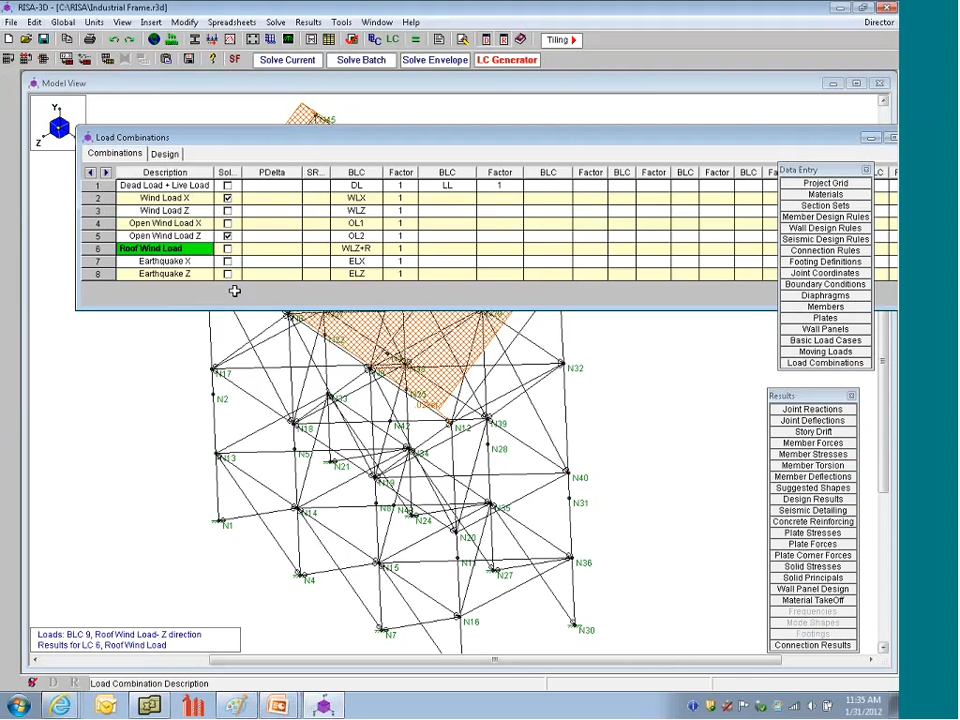 RISA-3D - [C:\RISA\Industrial Frame.r3d]
File Edit Global Units View Insert Modify Spreadsheets Solve Results Tools Window Help
Director
Tiling
SF Solve Current Solve Batch Solve Envelope LC Generator
Model View
Y
Z
N45
Load Combinations
Combinations Design
Description Sol... PDelta SR... BLC Factor BLC Factor BLC Factor BLC Factor BLC Factor BLC
1 Dead Load + Live Load DL 1 LL 1
2 Wind Load X WLX 1
3 Wind Load Z WLZ 1
4 Open Wind Load X OL1 1
5 Open Wind Load Z OL2 1
6 Roof Wind Load WLZ+R 1
7 Earthquake X ELX 1
8 Earthquake Z ELZ 1
Data Entry
Project Grid
Materials
Section Sets
Member Design Rules
Wall Design Rules
Seismic Design Rules
Connection Rules
Footing Definitions
Joint Coordinates
Boundary Conditions
Diaphragms
Members
Plates
Wall Panels
Basic Load Cases
Moving Loads
Load Combinations
Results
Joint Reactions
Joint Deflections
Story Drift
Member Forces
Member Stresses
Member Torsion
Member Deflections
Suggested Shapes
Design Results
Seismic Detailing
Concrete Reinforcing
Plate Stresses
Plate Forces
Plate Corner Forces
Solid Stresses
Solid Principals
Wall Panel Design
Material TakeOff
Frequencies
Mode Shapes
Footings
Connection Results
N17
N32
N2
N33
N25
N18
N42
N12
N39
N5
N28
N13
N34
N21
N40
N19
N31
N14
N8
N24
N35
N1
N20
N15
N27
N36
N4
N7
N16
N30
Loads: BLC 9, Roof Wind Load- Z direction
Results for LC 6, Roof Wind Load
D R Load Combination Description
11:35 AM
1/31/2012